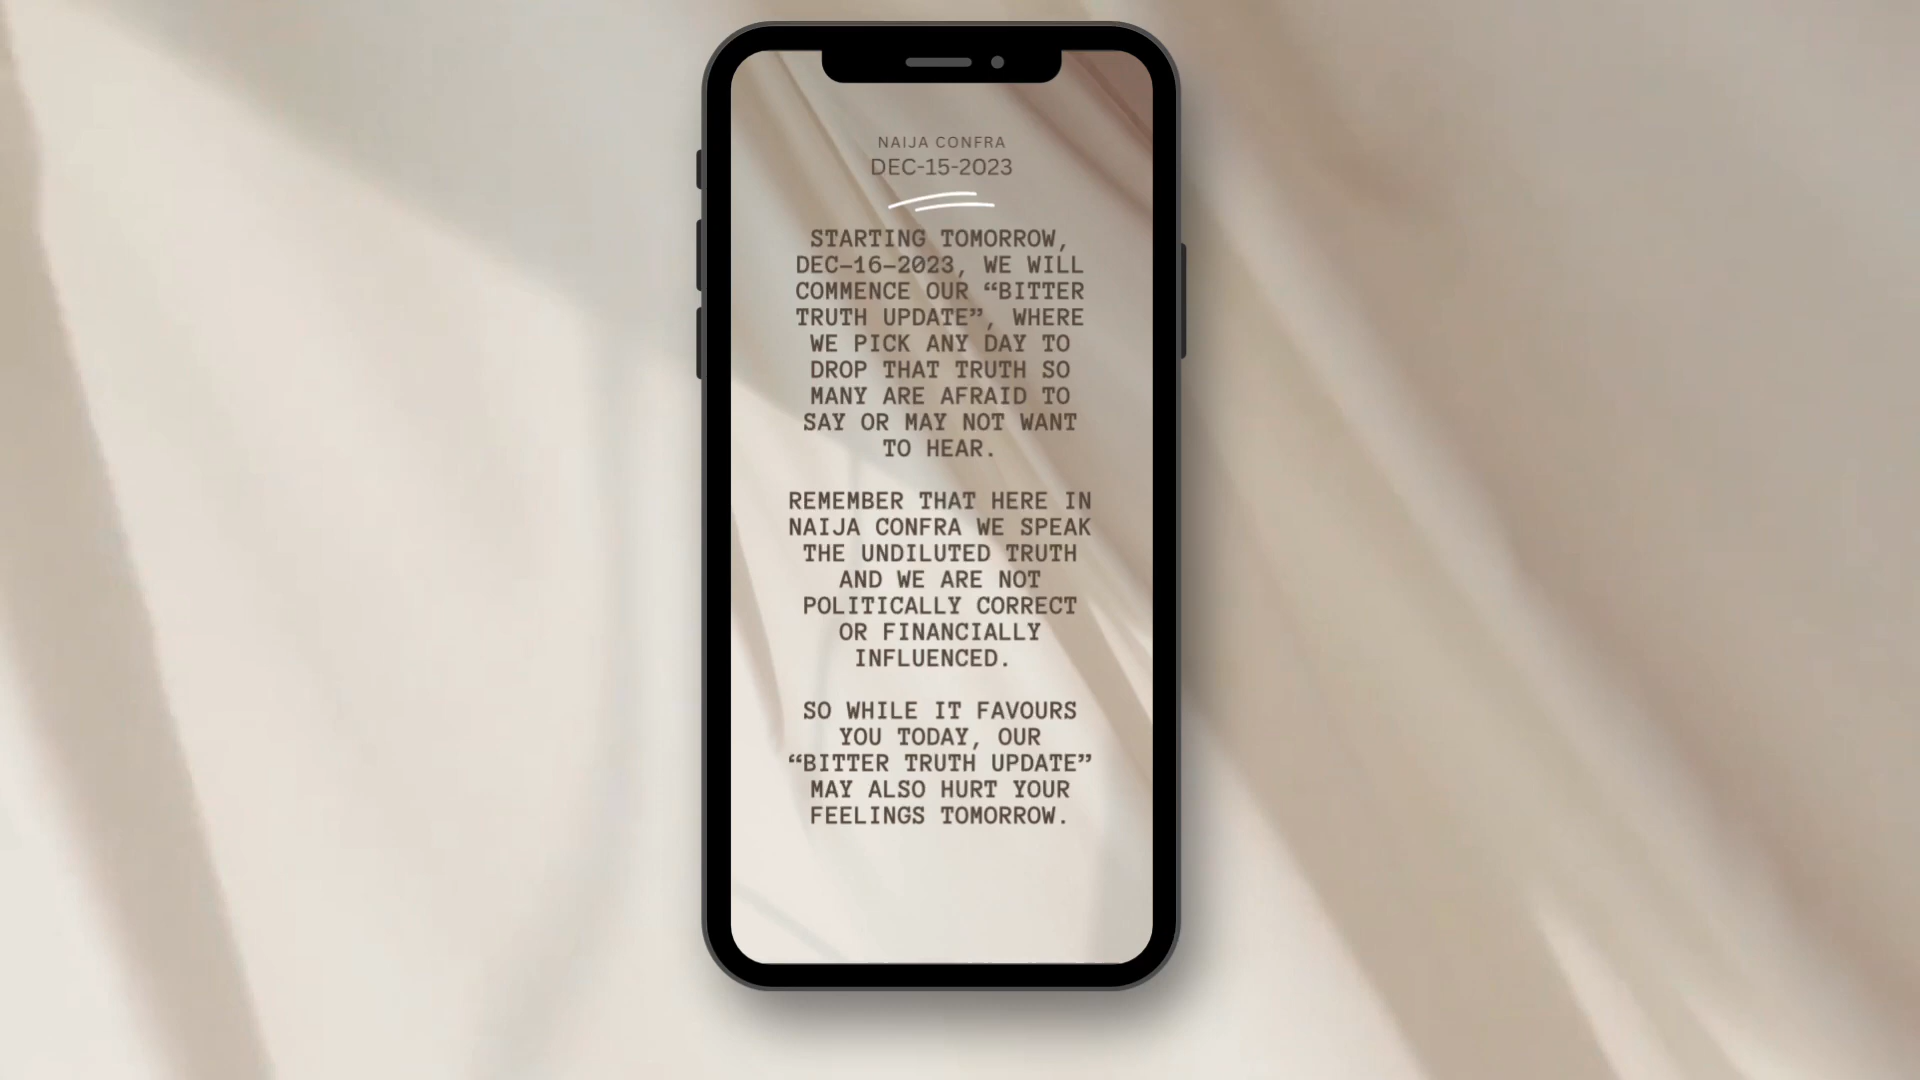 NAIJA CONFRA
DEC-15-2023
STARTING TOMORROW,
DEC–16–2023, WE WILL
COMMENCE OUR “BITTER
TRUTH UPDATE”, WHERE
WE PICK ANY DAY TO
DROP THAT TRUTH SO
MANY ARE AFRAID TO
SAY OR MAY NOT WANT
TO HEAR.
REMEMBER THAT HERE IN
NAIJA CONFRA WE SPEAK
THE UNDILUTED TRUTH
AND WE ARE NOT
POLITICALLY CORRECT
OR FINANCIALLY
INFLUENCED.
SO WHILE IT FAVOURS
YOU TODAY, OUR
“BITTER TRUTH UPDATE”
MAY ALSO HURT YOUR
FEELINGS TOMORROW.